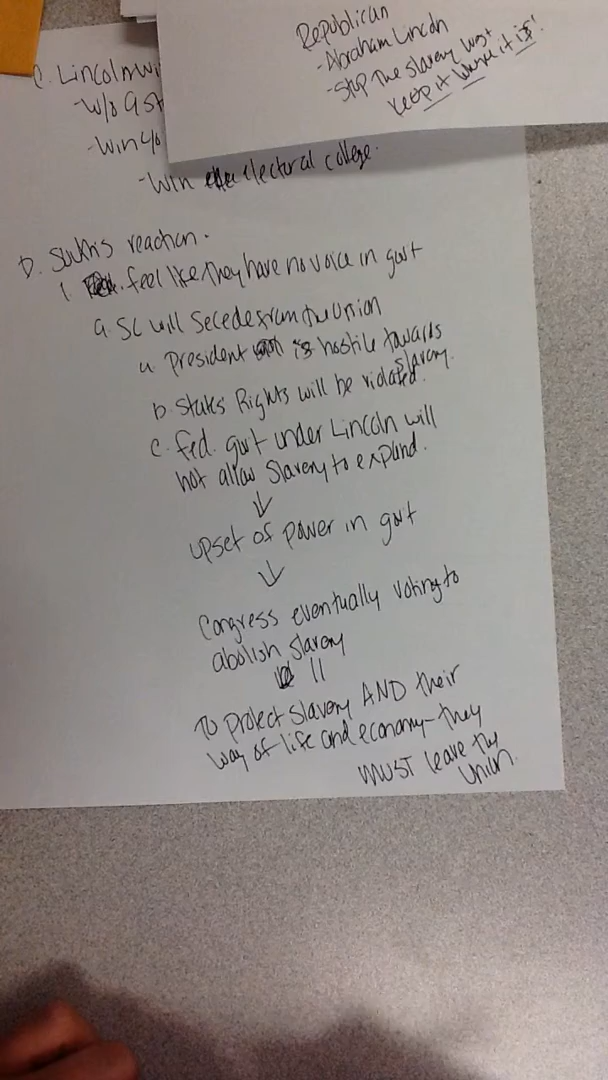 Republican
-Abraham Lincoln
-Stop the slavery west
keep it where it is!
C. Lincoln wi
-w/o a st
-Win 40
-Win electoral college.
D. South's reaction.
1. feel like they have no voice in govt
a. SC will secede from the Union
a. President is hostile towards
slavery.
b. States' Rights will be violated.
c. fed. govt under Lincoln will
not allow slavery to expand.
↓
upset of power in govt
↓
Congress eventually voting to
abolish slavery
||
To protect slavery AND their
way of life and economy - they
MUST leave the
Union.